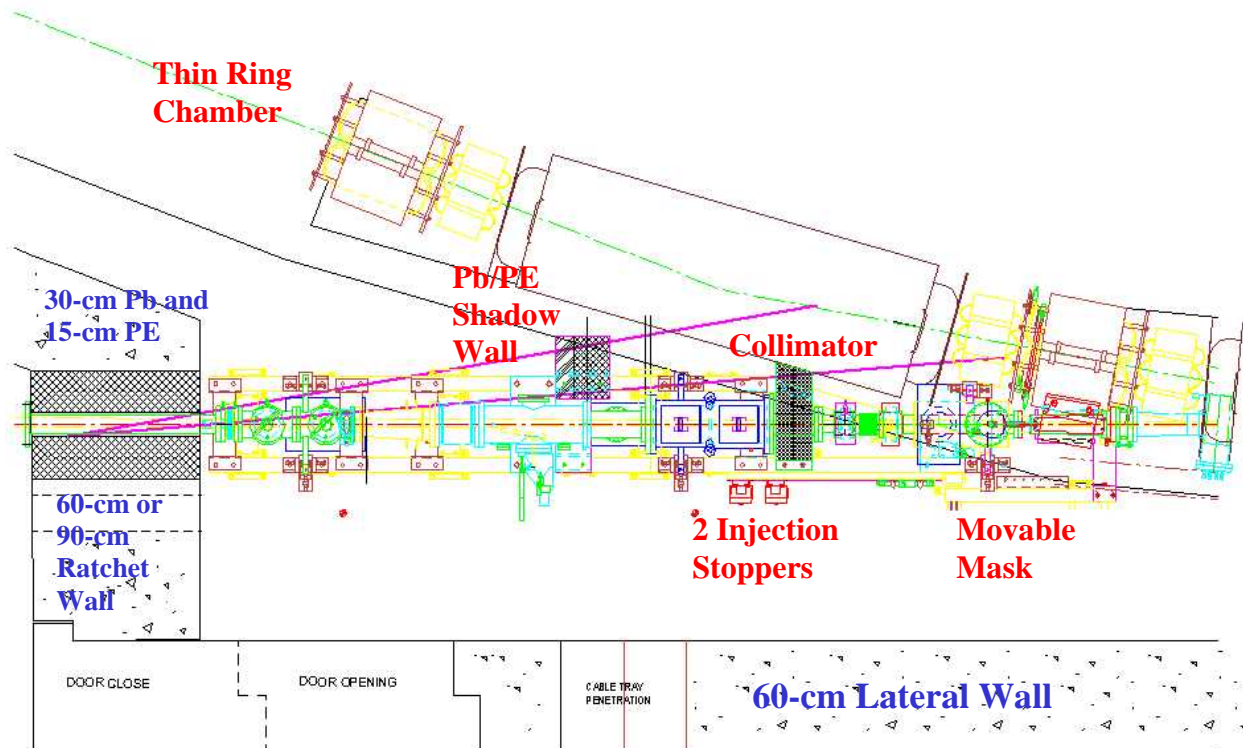 Thin Ring
Chamber
30-cm Pb and
15-cm PE
Pb/PE
Shadow
Wall
Collimator
60-cm or
90-cm
Ratchet
Wall
2 Injection
Stoppers
Movable
Mask
DOOR CLOSE
DOOR OPENING
CABLE TRAY
PENETRATION
60-cm Lateral Wall